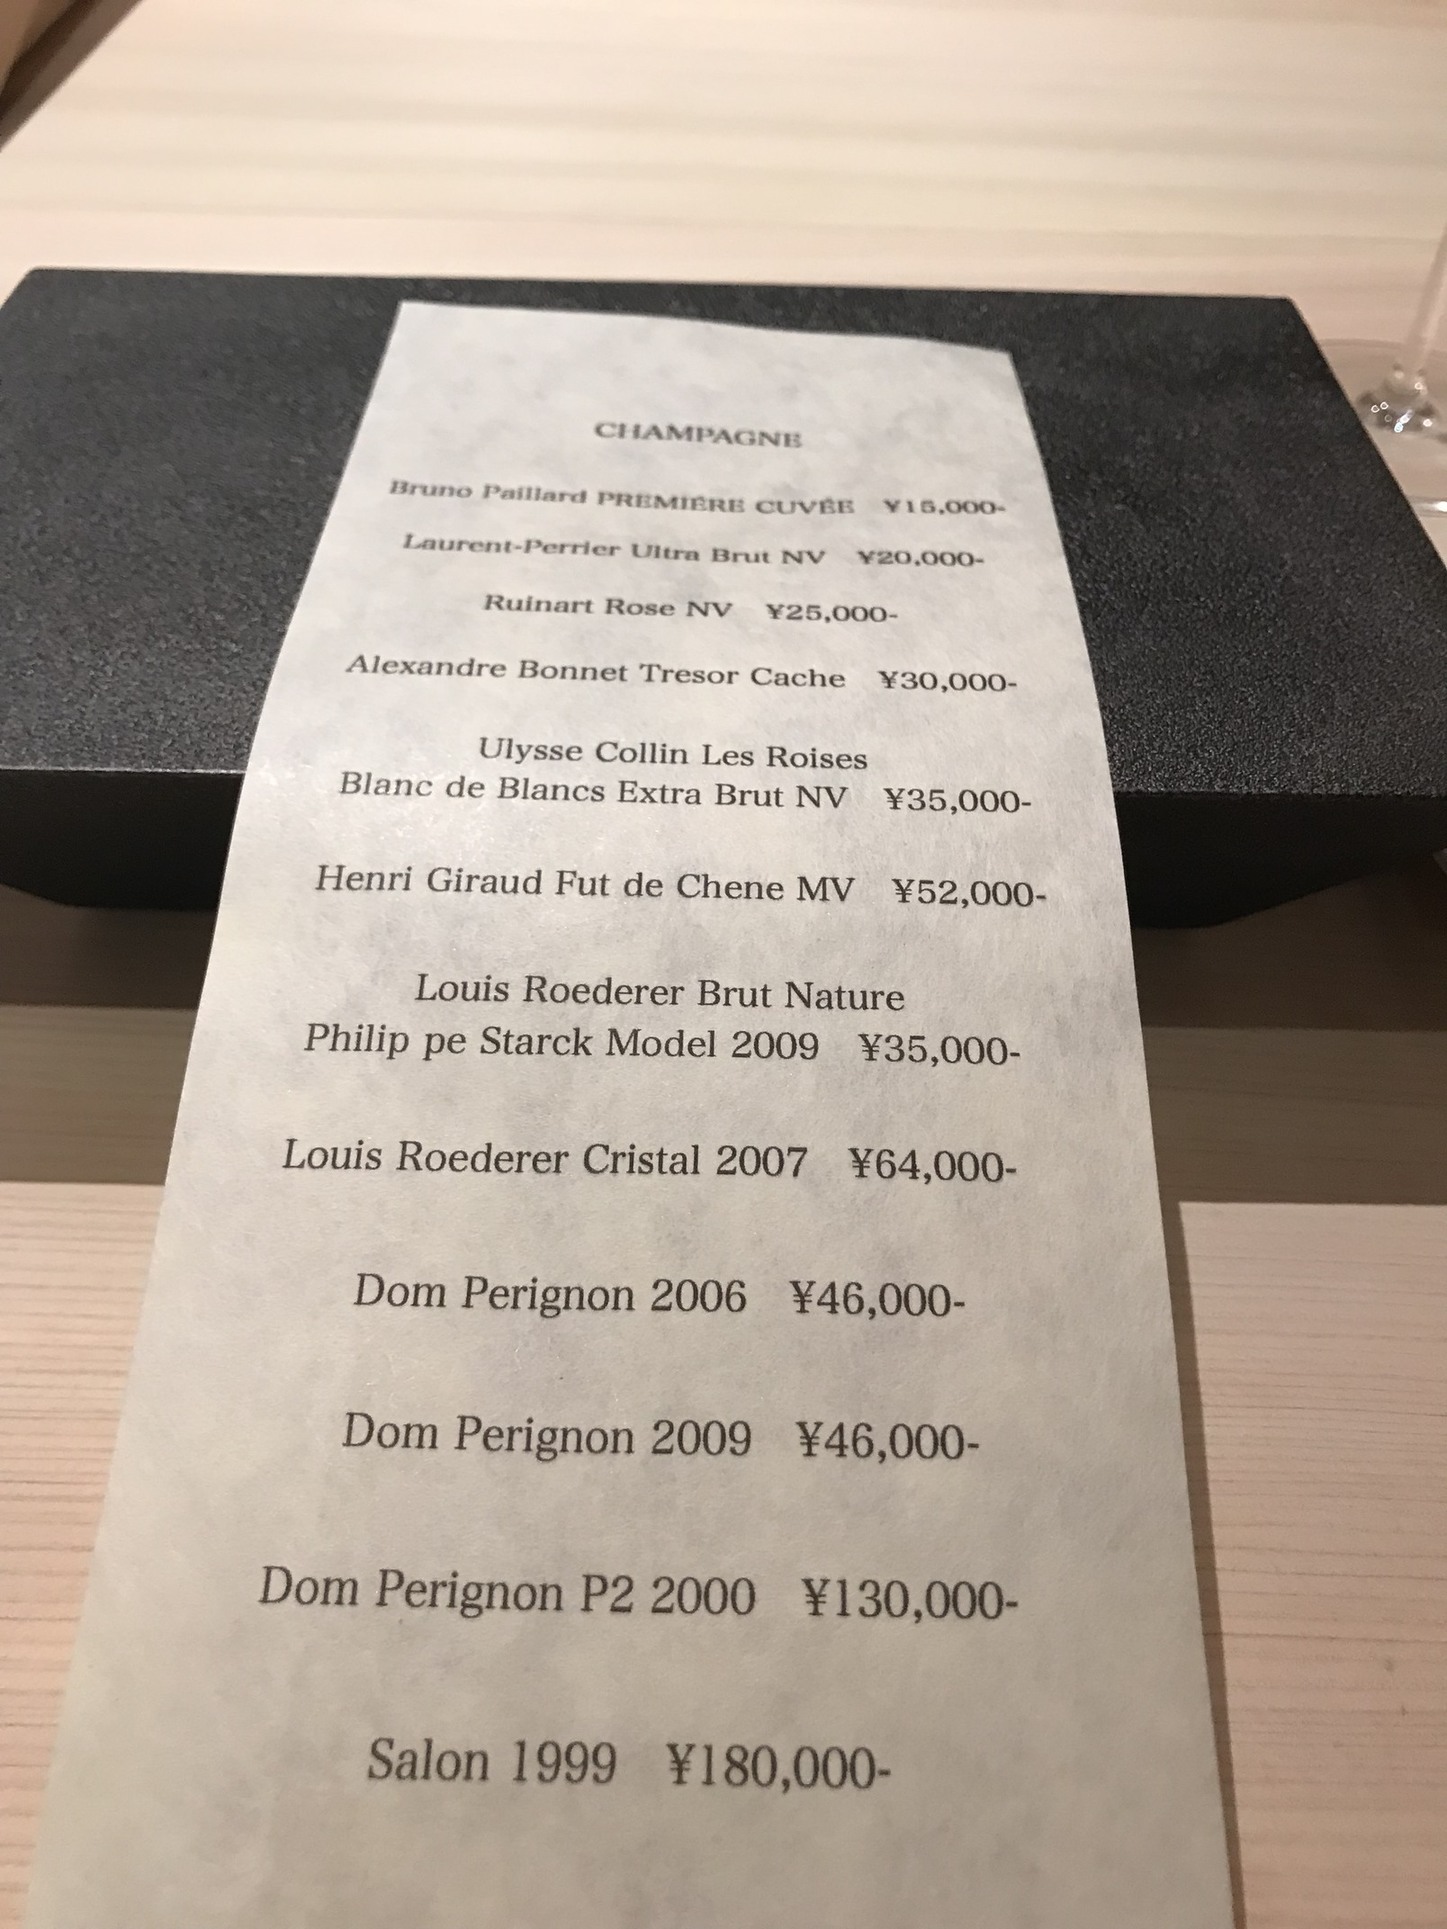 CHAMPAGNE
Bruno Paillard PREMIÈRE CUVÉE ¥15,000-
Laurent-Perrier Ultra Brut NV ¥20,000-
Ruinart Rose NV ¥25,000-
Alexandre Bonnet Tresor Cache ¥30,000-
Ulysse Collin Les Roises
Blanc de Blancs Extra Brut NV ¥35,000-
Henri Giraud Fut de Chene MV ¥52,000-
Louis Roederer Brut Nature
Philip pe Starck Model 2009 ¥35,000-
Louis Roederer Cristal 2007 ¥64,000-
Dom Perignon 2006 ¥46,000-
Dom Perignon 2009 ¥46,000-
Dom Perignon P2 2000 ¥130,000-
Salon 1999 ¥180,000-